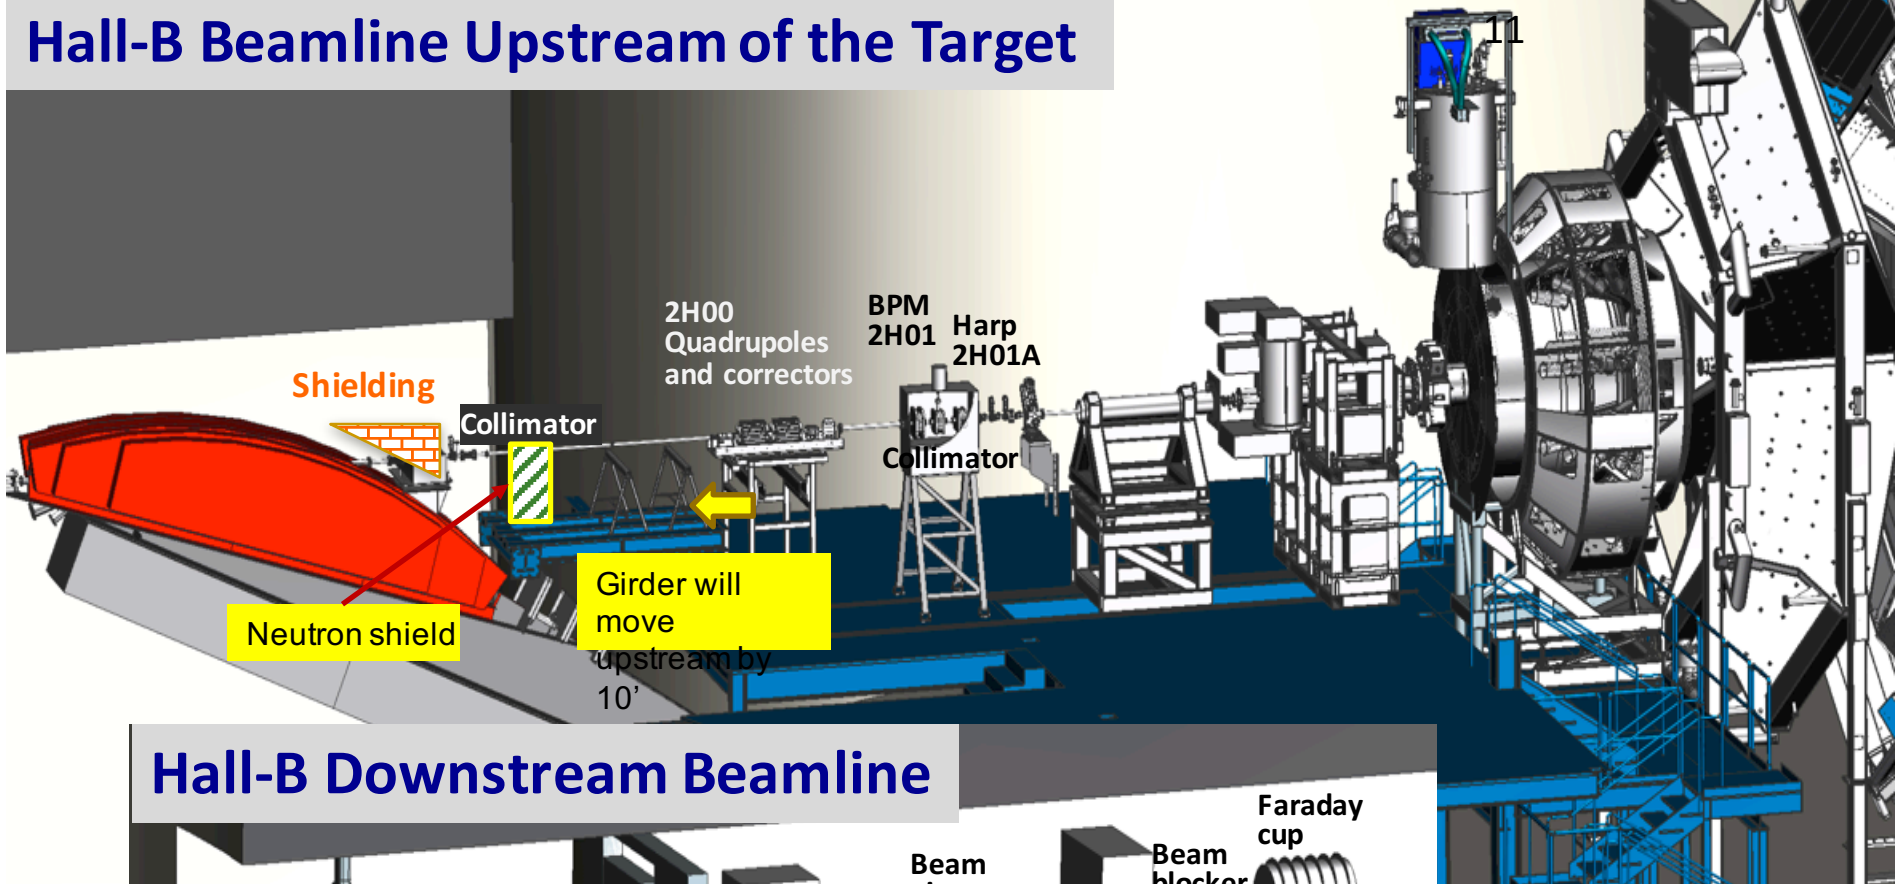 Hall-B Beamline Upstream of the Target
11
2H00
Quadrupoles
and correctors
BPM
2H01
Harp
2H01A
Shielding
Collimator
Collimator
Girder will
move
upstream by
10’
Neutron shield
Hall-B Downstream Beamline
Faraday
cup
Beam
Beam
blocker